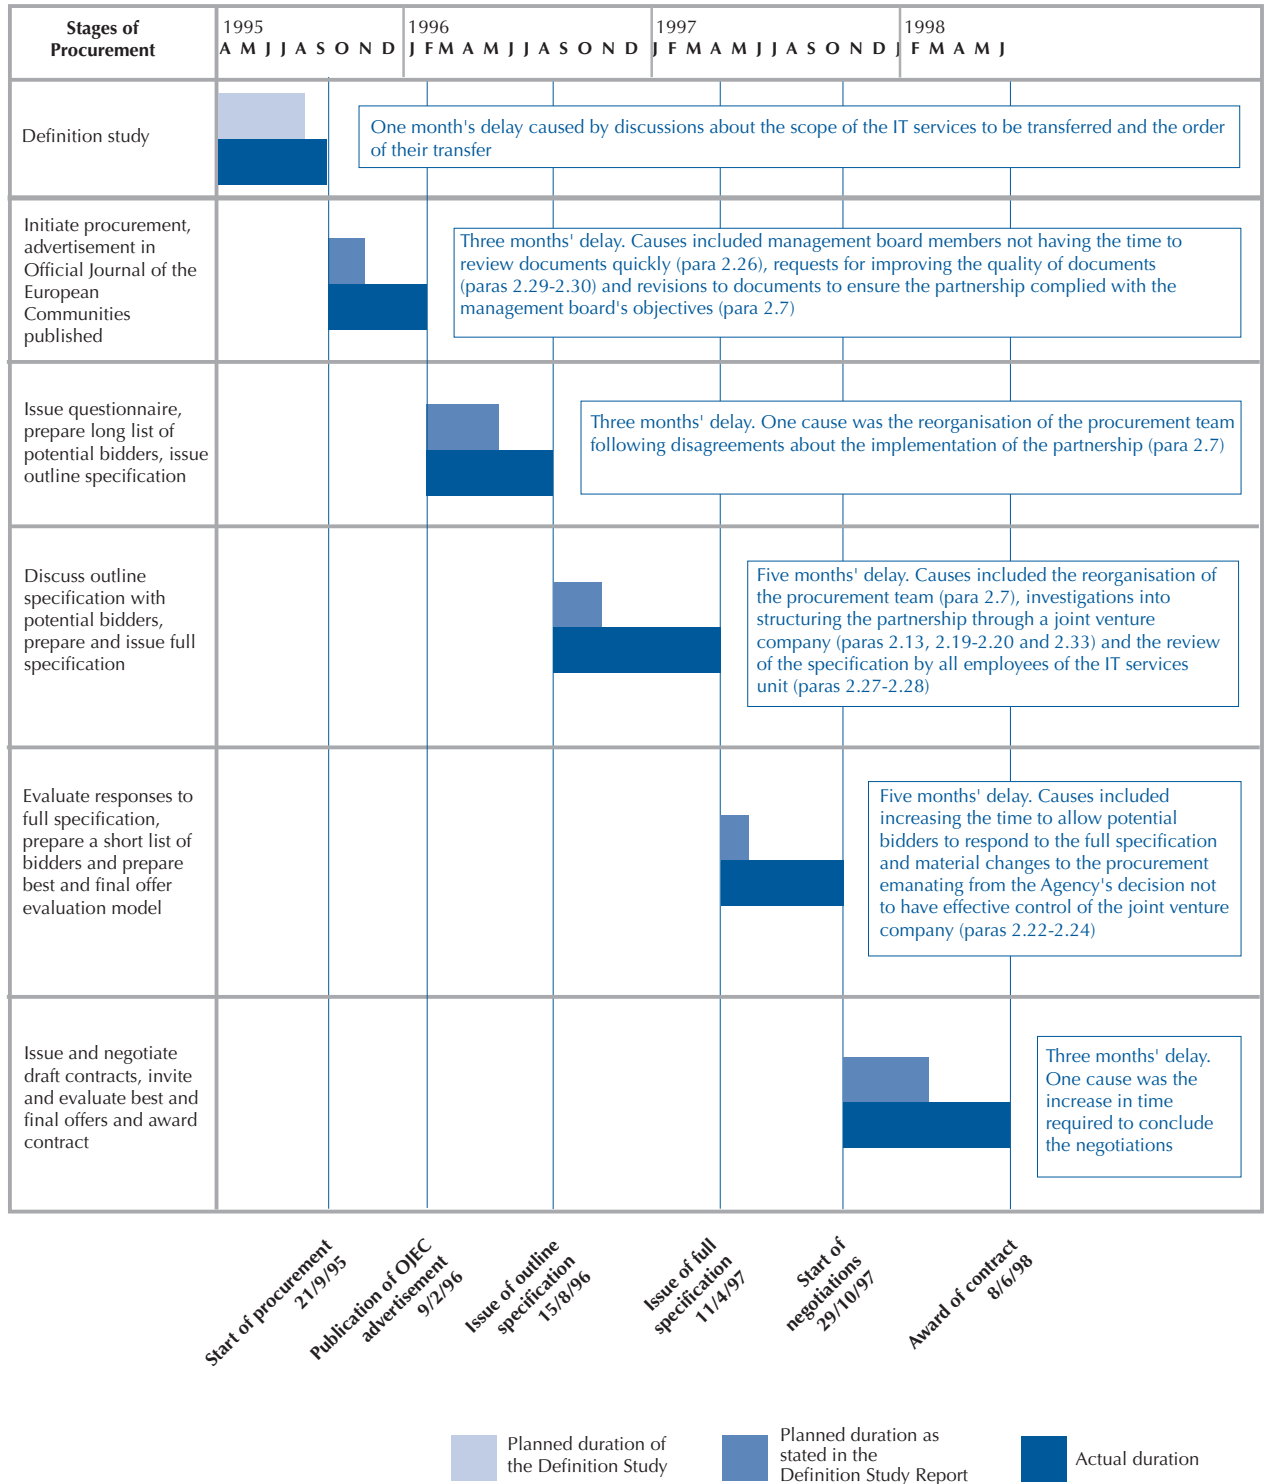 Stages of
Procurement
1995
A M J J A S O N D
1996
J F M A M J J A S O N D
1997
J F M A M J J A S O N D
1998
J F M A M J
Definition study
One month's delay caused by discussions about the scope of the IT services to be transferred and the order
of their transfer
Initiate procurement,
advertisement in
Official Journal of the
European
Communities
published
Three months' delay. Causes included management board members not having the time to
review documents quickly (para 2.26), requests for improving the quality of documents
(paras 2.29-2.30) and revisions to documents to ensure the partnership complied with the
management board's objectives (para 2.7)
Issue questionnaire,
prepare long list of
potential bidders, issue
outline specification
Three months' delay. One cause was the reorganisation of the procurement team
following disagreements about the implementation of the partnership (para 2.7)
Discuss outline
specification with
potential bidders,
prepare and issue full
specification
Five months' delay. Causes included the reorganisation of
the procurement team (para 2.7), investigations into
structuring the partnership through a joint venture
company (paras 2.13, 2.19-2.20 and 2.33) and the review
of the specification by all employees of the IT services
unit (paras 2.27-2.28)
Evaluate responses to
full specification,
prepare a short list of
bidders and prepare
best and final offer
evaluation model
Five months' delay. Causes included
increasing the time to allow potential
bidders to respond to the full specification
and material changes to the procurement
emanating from the Agency's decision not
to have effective control of the joint venture
company (paras 2.22-2.24)
Issue and negotiate
draft contracts, invite
and evaluate best and
final offers and award
contract
Three months' delay.
One cause was the
increase in time
required to conclude
the negotiations
Start of procurement
21/9/95
Publication of OJEC
advertisement
9/2/96
Issue of outline
specification
15/8/96
Issue of full
specification
11/4/97
Start of
negotiations
29/10/97
Award of contract
8/6/98
Planned duration of
the Definition Study
Planned duration as
stated in the
Definition Study Report
Actual duration